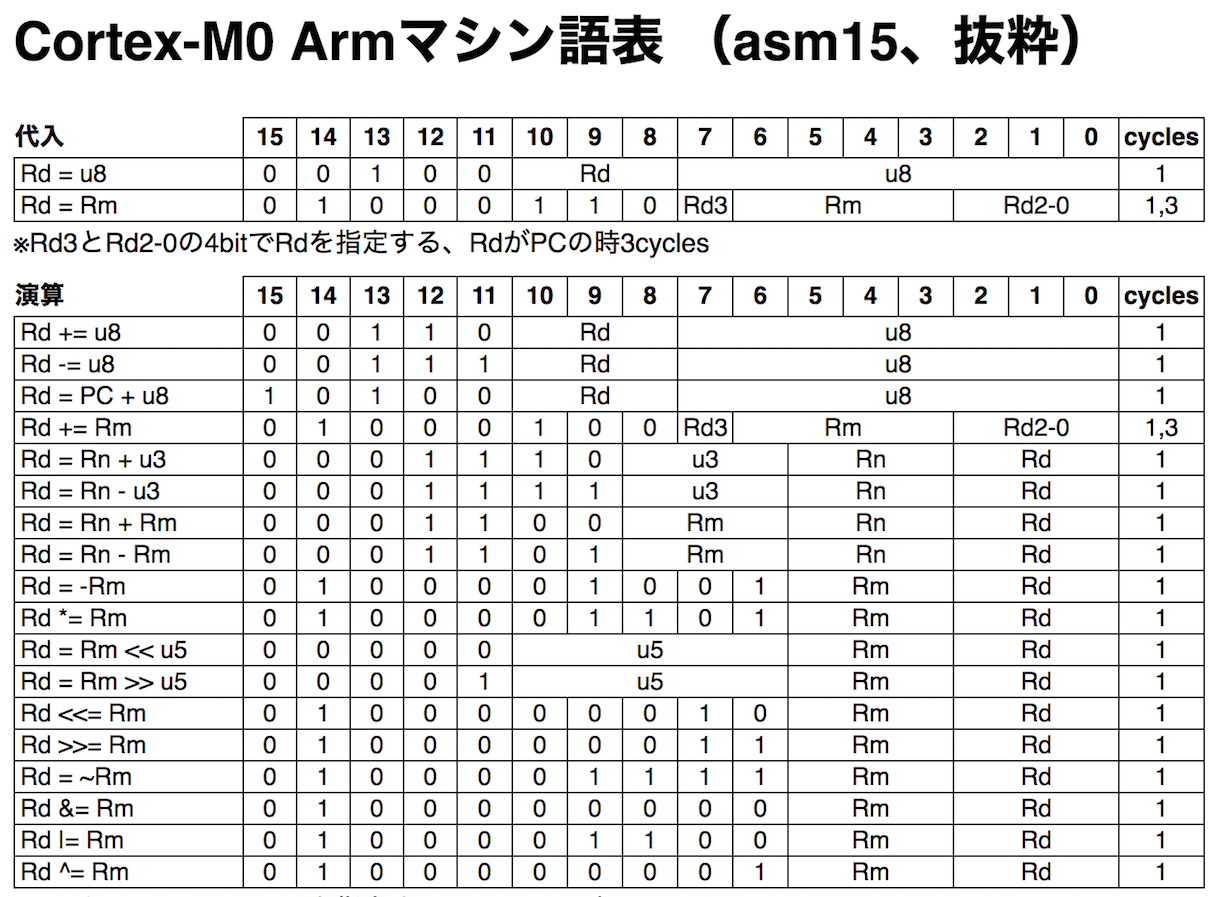 Cortex-M0 Armマシン語表 （asm15、抜粋）
代入 15 14 13 12 11 10 9 8 7 6 5 4 3 2 1 0 cycles
Rd = u8 0 0 1 0 0 Rd u8 1
Rd = Rm 0 1 0 0 0 1 1 0 Rd3 Rm Rd2-0 1,3
※Rd3とRd2-0の4bitでRdを指定する、RdがPCの時3cycles
演算 15 14 13 12 11 10 9 8 7 6 5 4 3 2 1 0 cycles
Rd += u8 0 0 1 1 0 Rd u8 1
Rd -= u8 0 0 1 1 1 Rd u8 1
Rd = PC + u8 1 0 1 0 0 Rd u8 1
Rd += Rm 0 1 0 0 0 1 0 0 Rd3 Rm Rd2-0 1,3
Rd = Rn + u3 0 0 0 1 1 1 0 u3 Rn Rd 1
Rd = Rn - u3 0 0 0 1 1 1 1 u3 Rn Rd 1
Rd = Rn + Rm 0 0 0 1 1 0 0 Rm Rn Rd 1
Rd = Rn - Rm 0 0 0 1 1 0 1 Rm Rn Rd 1
Rd = -Rm 0 1 0 0 0 0 1 0 0 1 Rm Rd 1
Rd *= Rm 0 1 0 0 0 0 1 1 0 1 Rm Rd 1
Rd = Rm << u5 0 0 0 0 0 u5 Rm Rd 1
Rd = Rm >> u5 0 0 0 0 1 u5 Rm Rd 1
Rd <<= Rm 0 1 0 0 0 0 0 0 1 0 Rm Rd 1
Rd >>= Rm 0 1 0 0 0 0 0 0 1 1 Rm Rd 1
Rd = ~Rm 0 1 0 0 0 0 1 1 1 1 Rm Rd 1
Rd &= Rm 0 1 0 0 0 0 0 0 0 0 Rm Rd 1
Rd |= Rm 0 1 0 0 0 0 1 1 0 0 Rm Rd 1
Rd ^= Rm 0 1 0 0 0 0 0 0 0 1 Rm Rd 1